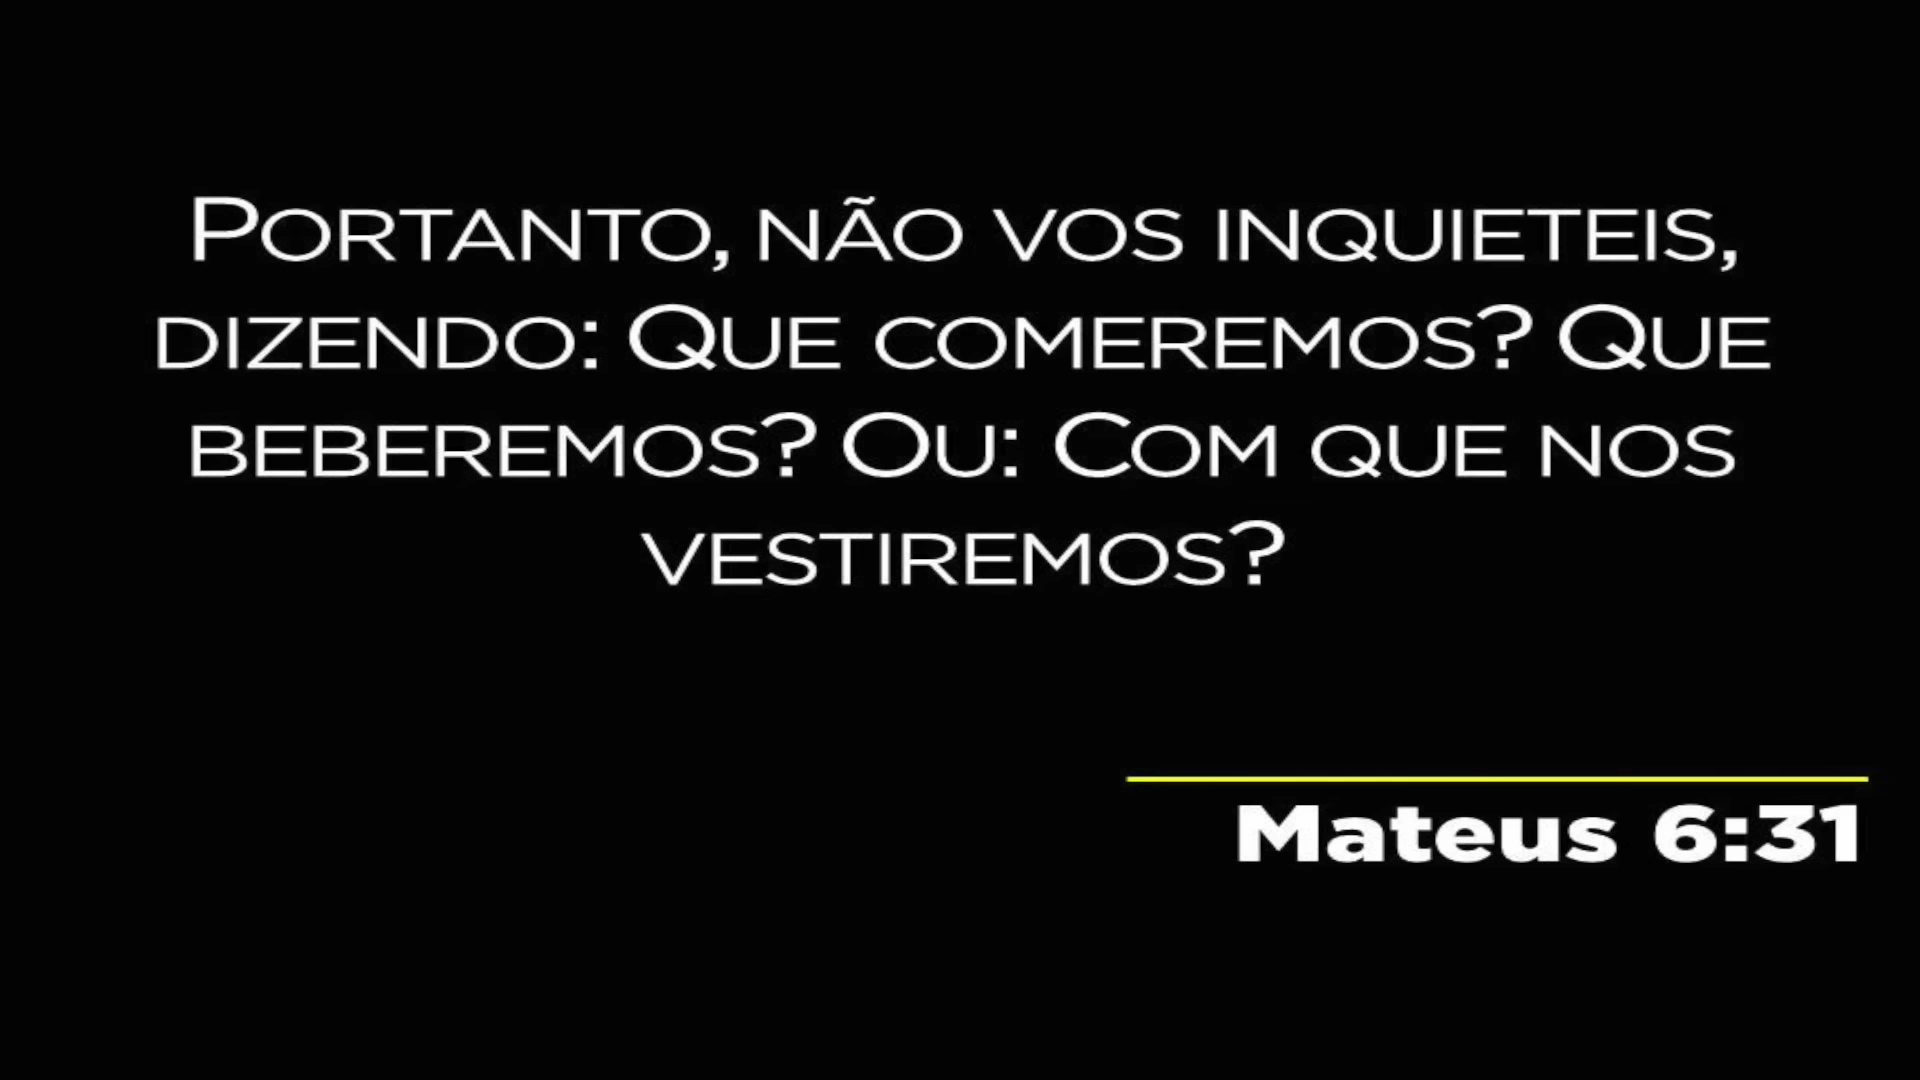 Portanto, não vos inquieteis,
dizendo: Que comeremos? Que
beberemos? Ou: Com que nos
vestiremos?
Mateus 6:31